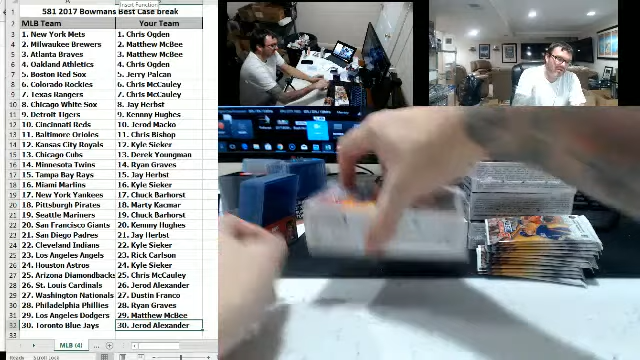 Insert Function
581 2017 Bowmans Best Case break
MLB Team Your Team
1. New York Mets 1. Chris Ogden
2. Milwaukee Brewers 2. Matthew McBee
3. Atlanta Braves 3. Matthew McBee
4. Oakland Athletics 4. Chris Ogden
5. Boston Red Sox 5. Jerry Palcan
6. Colorado Rockies 6. Chris McCauley
7. Texas Rangers 7. Chris McCauley
8. Chicago White Sox 8. Jay Herbst
9. Detroit Tigers 9. Kennny Hughes
10. Cincinnati Reds 10. Jerod Macko
11. Baltimore Orioles 11. Chris Bishop
12. Kansas City Royals 12. Kyle Sieker
13. Chicago Cubs 13. Derek Youngman
14. Minnesota Twins 14. Ryan Graves
15. Tampa Bay Rays 15. Jay Herbst
16. Miami Marlins 16. Kyle Sieker
17. New York Yankees 17. Chuck Barhorst
18. Pittsburgh Pirates 18. Marty Kacmar
19. Seattle Mariners 19. Chuck Barhorst
20. San Francisco Giants 20. Kennny Hughes
21. San Diego Padres 21. Jay Herbst
22. Cleveland Indians 22. Kyle Sieker
23. Los Angeles Angels 23. Rick Carlson
24. Houston Astros 24. Kyle Sieker
25. Arizona Diamondbacks 25. Chris McCauley
26. St. Louis Cardinals 26. Jerod Alexander
27. Washington Nationals 27. Dustin Franco
28. Philadelphia Phillies 28. Ryan Graves
29. Los Angeles Dodgers 29. Matthew McBee
30. Toronto Blue Jays 30. Jerod Alexander
MLB (4)
Ready Scroll Lock